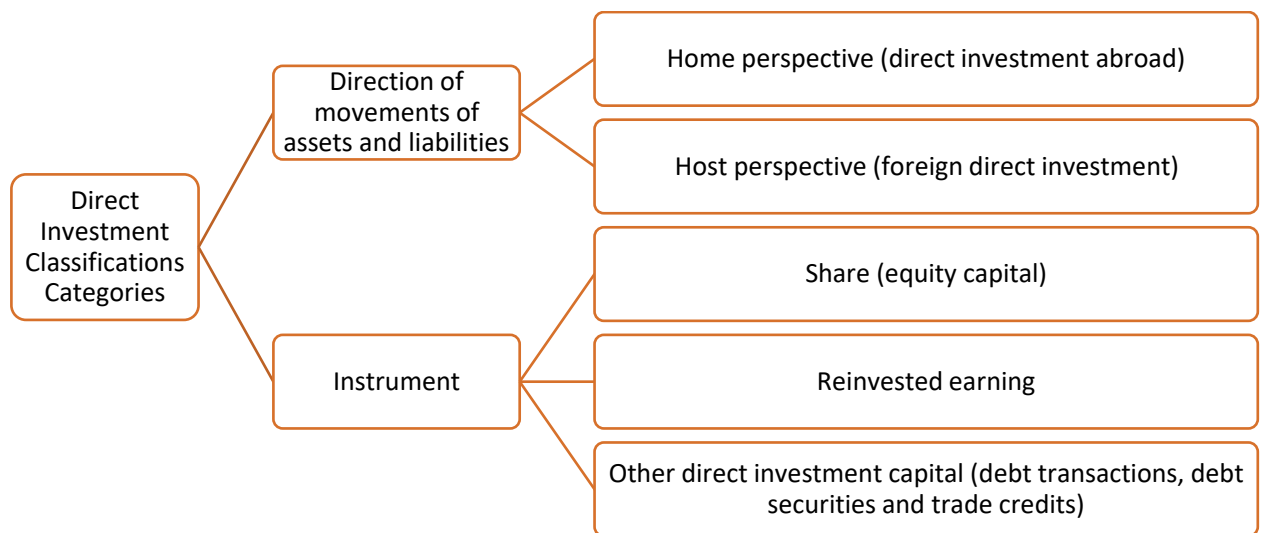 Direct
Investment
Classifications
Categories
Direction of
movements of
assets and liabilities
Home perspective (direct investment abroad)
Host perspective (foreign direct investment)
Instrument
Share (equity capital)
Reinvested earning
Other direct investment capital (debt transactions, debt
securities and trade credits)